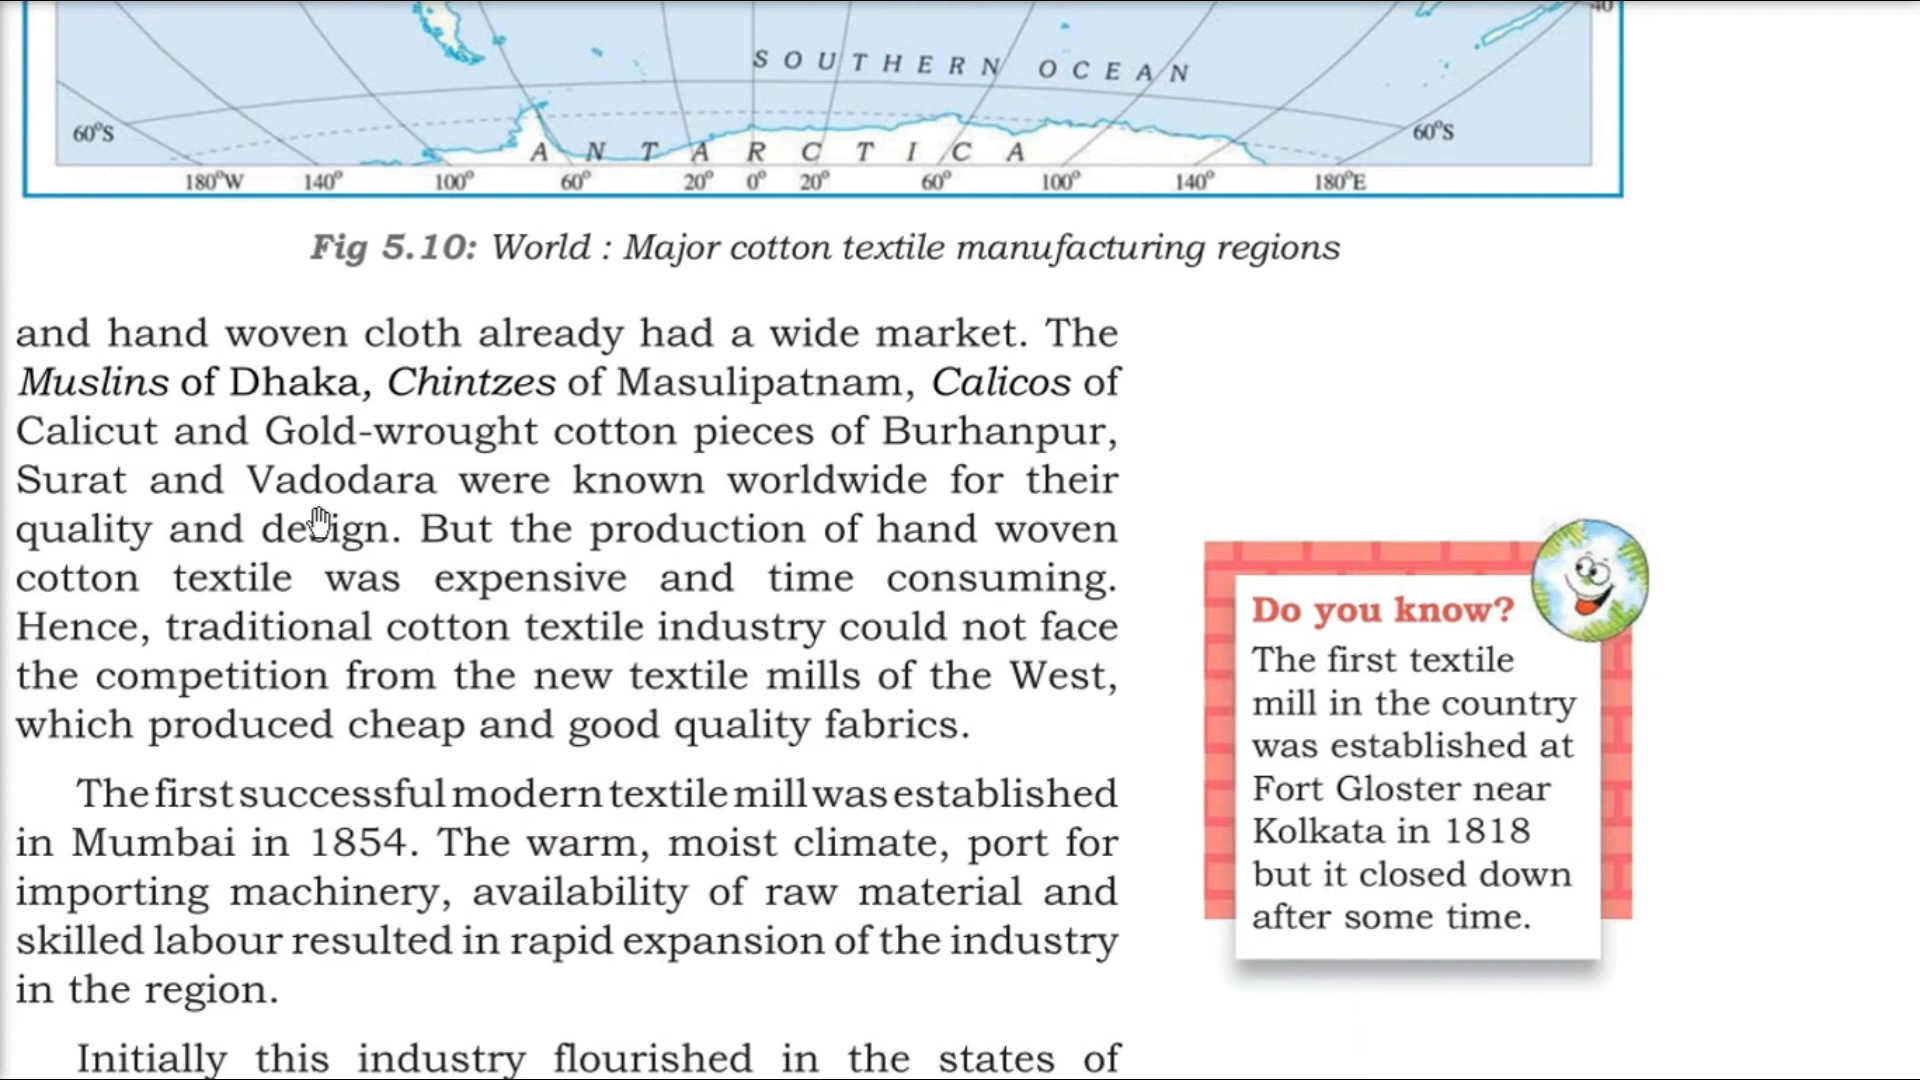 40
SOUTHERN OCEAN
60°S
60°S
ANTARCTICA
180°W 140° 100° 60° 20° 0° 20° 60° 100° 140° 180°E
Fig 5.10: World : Major cotton textile manufacturing regions
and hand woven cloth already had a wide market. The
Muslins of Dhaka, Chintzes of Masulipatnam, Calicos of
Calicut and Gold-wrought cotton pieces of Burhanpur,
Surat and Vadodara were known worldwide for their
quality and design. But the production of hand woven
cotton textile was expensive and time consuming.
Hence, traditional cotton textile industry could not face
the competition from the new textile mills of the West,
which produced cheap and good quality fabrics.
The first successful modern textile mill was established
in Mumbai in 1854. The warm, moist climate, port for
importing machinery, availability of raw material and
skilled labour resulted in rapid expansion of the industry
in the region.
Initially this industry flourished in the states of
Do you know?
The first textile
mill in the country
was established at
Fort Gloster near
Kolkata in 1818
but it closed down
after some time.